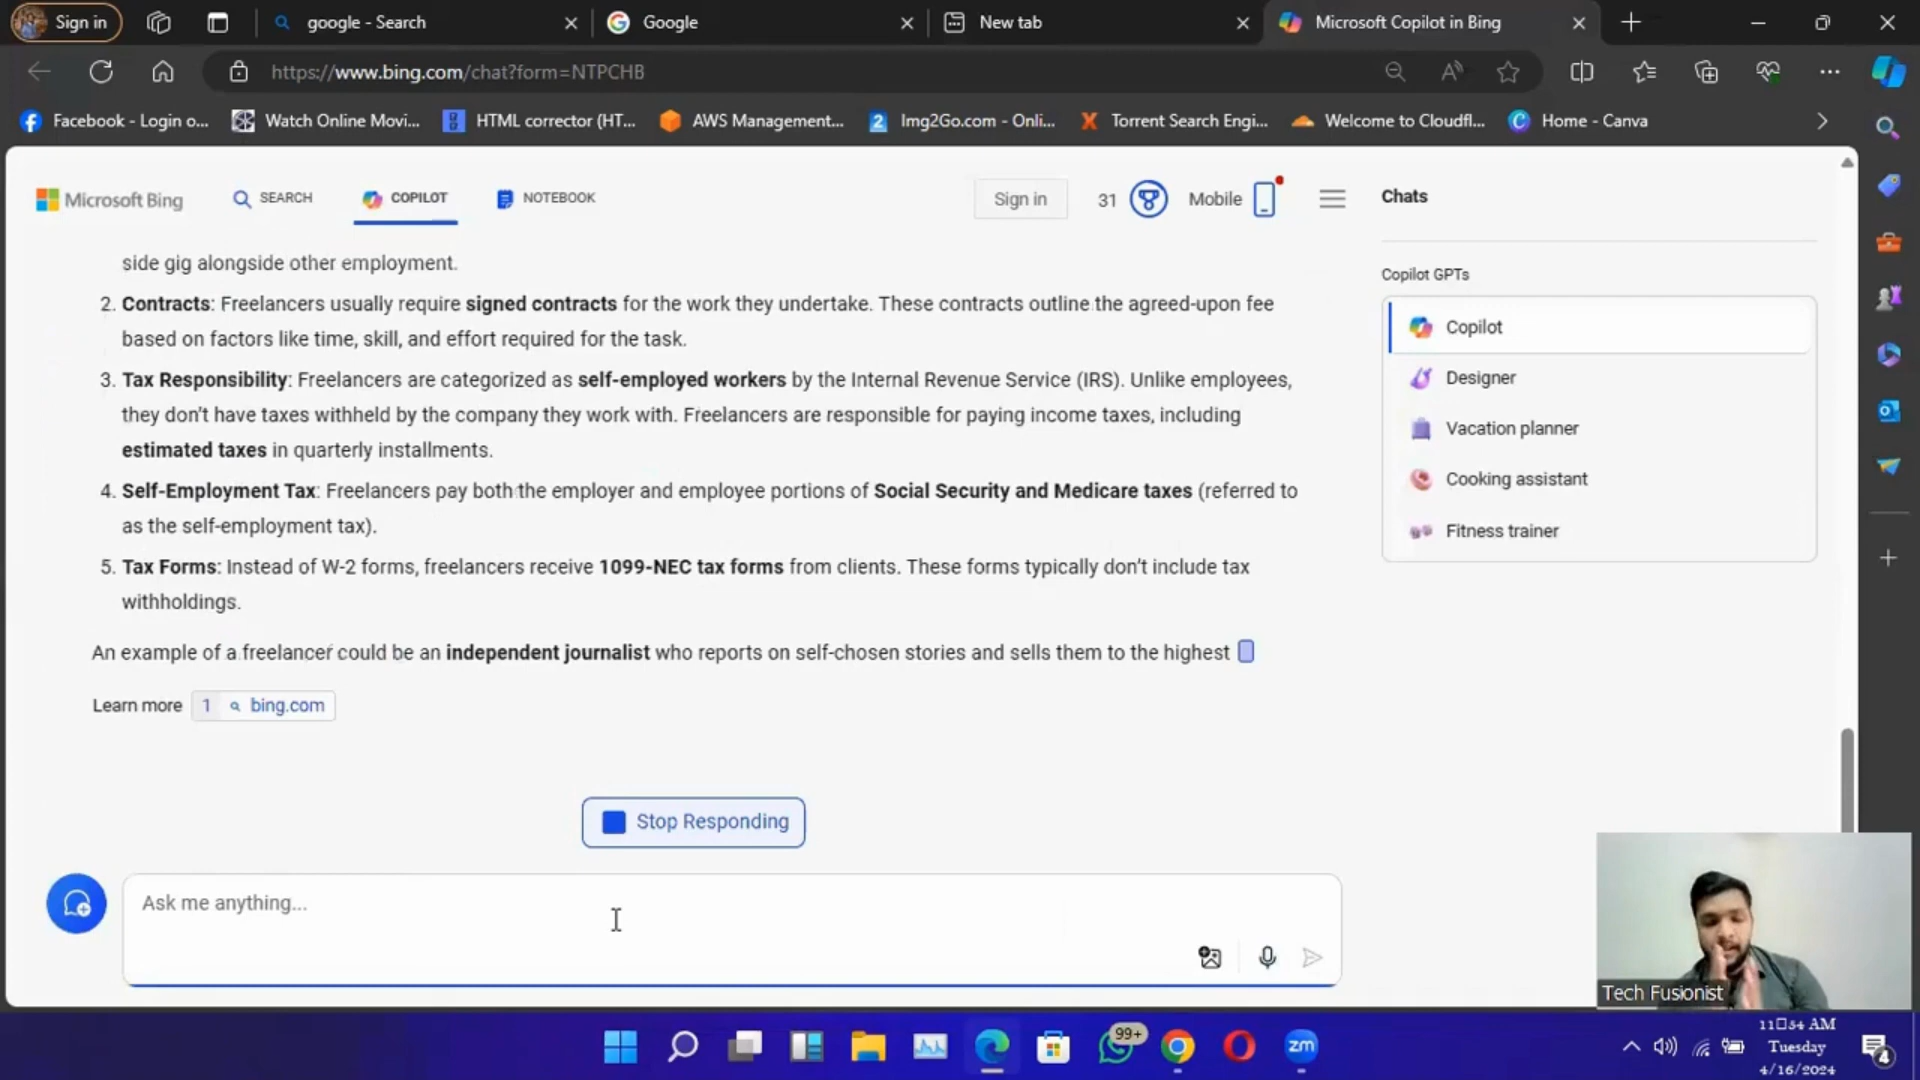 Sign in
google - Search
Google
New tab
Microsoft Copilot in Bing
https://www.bing.com/chat?form=NTPCHB
Facebook - Login o...
Watch Online Movi...
HTML corrector (HT...
AWS Management...
Img2Go.com - Onli...
Torrent Search Engi...
Welcome to Cloudfl...
Home - Canva
Microsoft Bing
SEARCH
COPILOT
NOTEBOOK
Sign in
31
Mobile
Chats
side gig alongside other employment.
2. Contracts: Freelancers usually require signed contracts for the work they undertake. These contracts outline the agreed-upon fee
based on factors like time, skill, and effort required for the task.
3. Tax Responsibility: Freelancers are categorized as self-employed workers by the Internal Revenue Service (IRS). Unlike employees,
they don't have taxes withheld by the company they work with. Freelancers are responsible for paying income taxes, including
estimated taxes in quarterly installments.
4. Self-Employment Tax: Freelancers pay both the employer and employee portions of Social Security and Medicare taxes (referred to
as the self-employment tax).
5. Tax Forms: Instead of W-2 forms, freelancers receive 1099-NEC tax forms from clients. These forms typically don't include tax
withholdings.
An example of a freelancer could be an independent journalist who reports on self-chosen stories and sells them to the highest
Learn more 1 bing.com
Copilot GPTs
Copilot
Designer
Vacation planner
Cooking assistant
Fitness trainer
Stop Responding
Ask me anything...
Tech Fusionist
99+
zm
11□54 AM
Tuesday
4/16/2024
4